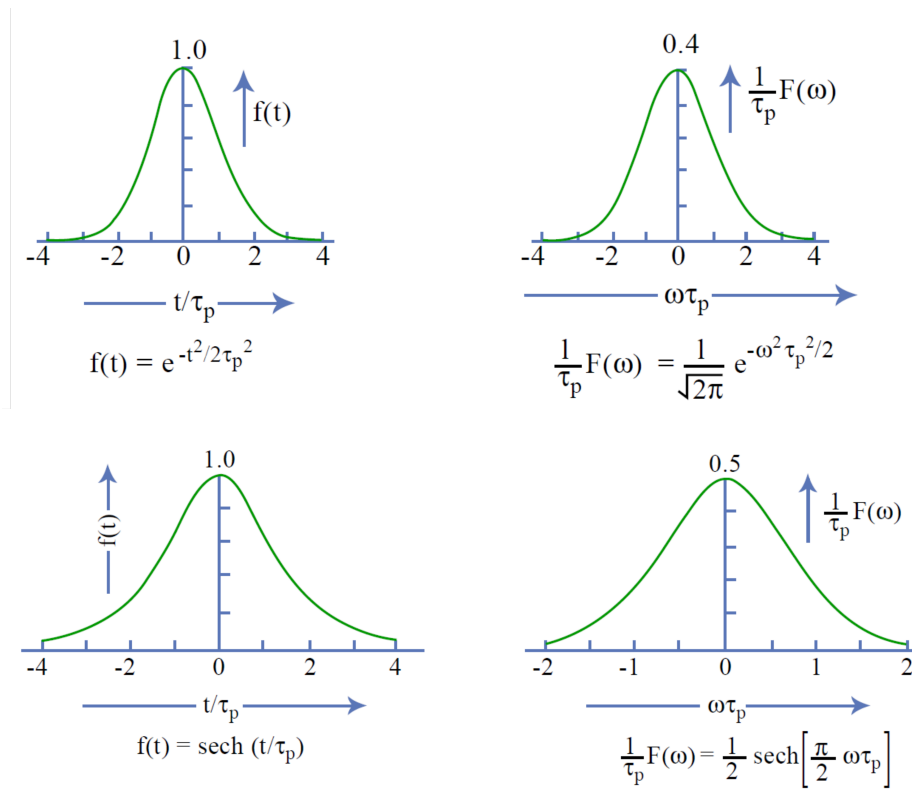 1.0
f(t)
-4 -2 0 2 4
t/τp
f(t) = e^-t²/2τp²
0.4
1/τp F(ω)
-4 -2 0 2 4
ωτp
1/τp F(ω) = 1/√2π e^-ω²τp²/2
1.0
f(t)
-4 -2 0 2 4
t/τp
f(t) = sech (t/τp)
0.5
1/τp F(ω)
-2 -1 0 1 2
ωτp
1/τp F(ω) = 1/2 sech[π/2 ωτp]